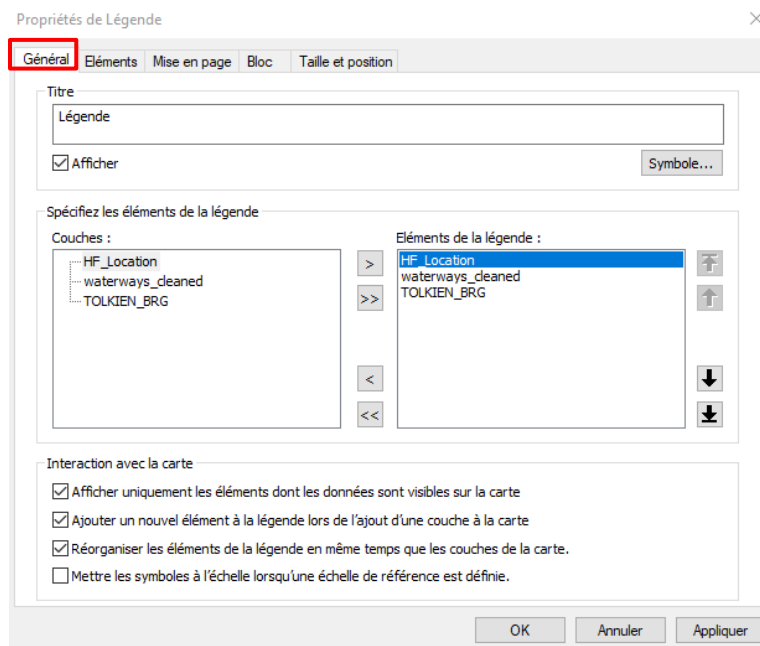 Propriétés de Légende
Général Eléments Mise en page Bloc Taille et position
Titre
Légende
Afficher
Symbole...
Spécifiez les éléments de la légende
Couches :
HF_Location
waterways_cleaned
TOLKIEN_BRG
>
>>
<
<<
Eléments de la légende :
HF_Location
waterways_cleaned
TOLKIEN_BRG
Interaction avec la carte
Afficher uniquement les éléments dont les données sont visibles sur la carte
Ajouter un nouvel élément à la légende lors de l'ajout d'une couche à la carte
Réorganiser les éléments de la légende en même temps que les couches de la carte.
Mettre les symboles à l'échelle lorsqu'une échelle de référence est définie.
OK Annuler Appliquer